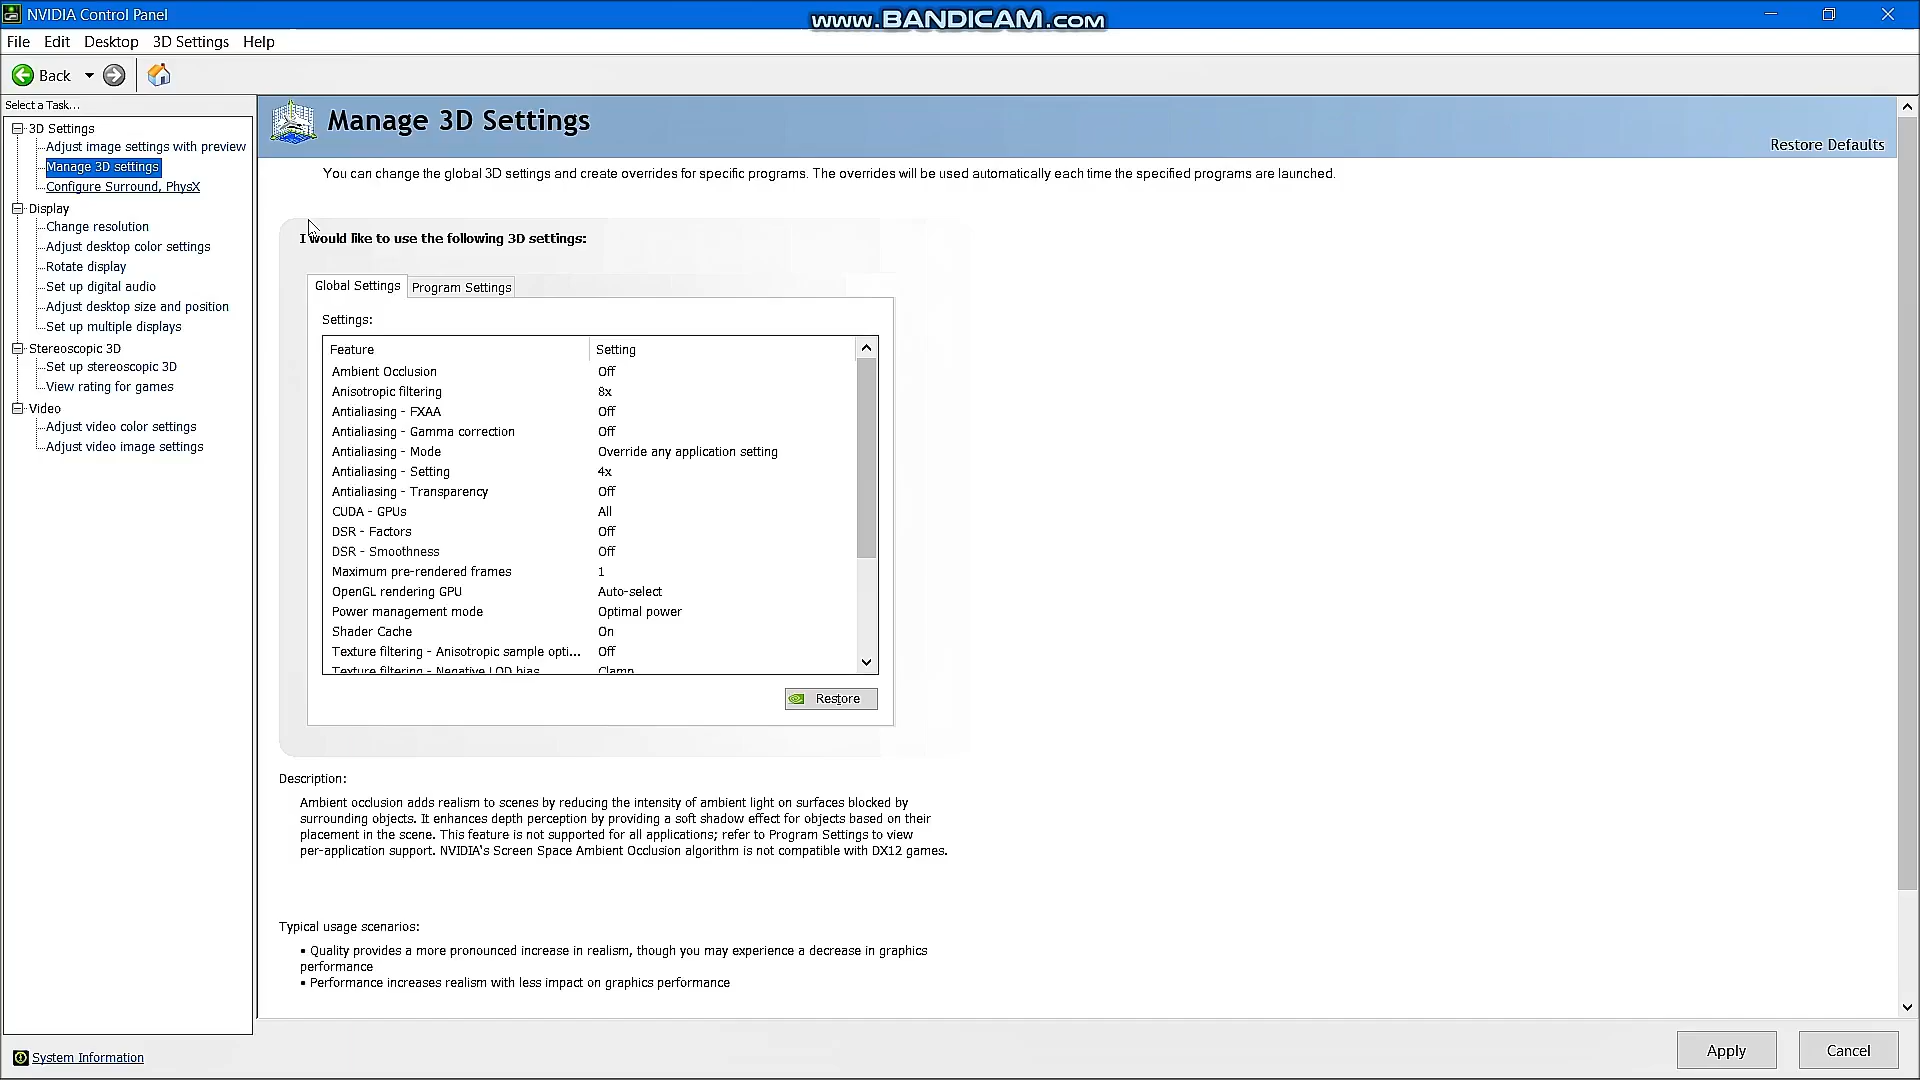 NVIDIA Control Panel
www.BANDICAM.com
File Edit Desktop 3D Settings Help
Back
Select a Task...
3D Settings
Adjust image settings with preview
Manage 3D settings
Configure Surround, PhysX
Display
Change resolution
Adjust desktop color settings
Rotate display
Set up digital audio
Adjust desktop size and position
Set up multiple displays
Stereoscopic 3D
Set up stereoscopic 3D
View rating for games
Video
Adjust video color settings
Adjust video image settings
System Information
Manage 3D Settings
Restore Defaults
You can change the global 3D settings and create overrides for specific programs. The overrides will be used automatically each time the specified programs are launched.
I would like to use the following 3D settings:
Global Settings Program Settings
Settings:
Feature Setting
Ambient Occlusion Off
Anisotropic filtering 8x
Antialiasing - FXAA Off
Antialiasing - Gamma correction Off
Antialiasing - Mode Override any application setting
Antialiasing - Setting 4x
Antialiasing - Transparency Off
CUDA - GPUs All
DSR - Factors Off
DSR - Smoothness Off
Maximum pre-rendered frames 1
OpenGL rendering GPU Auto-select
Power management mode Optimal power
Shader Cache On
Texture filtering - Anisotropic sample opti... Off
Texture filtering - Negative LOD bias Clamp
Restore
Description:
Ambient occlusion adds realism to scenes by reducing the intensity of ambient light on surfaces blocked by
surrounding objects. It enhances depth perception by providing a soft shadow effect for objects based on their
placement in the scene. This feature is not supported for all applications; refer to Program Settings to view
per-application support. NVIDIA's Screen Space Ambient Occlusion algorithm is not compatible with DX12 games.
Typical usage scenarios:
▪ Quality provides a more pronounced increase in realism, though you may experience a decrease in graphics
performance
▪ Performance increases realism with less impact on graphics performance
Apply Cancel